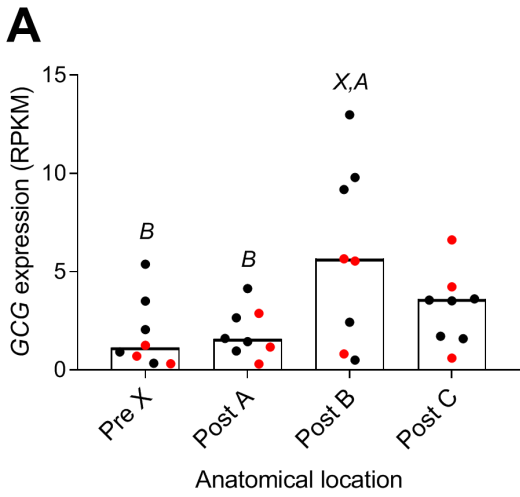 A
GCG expression (RPKM)
15
10
5
0
B
B
X,A
Pre X
Post A
Post B
Post C
Anatomical location